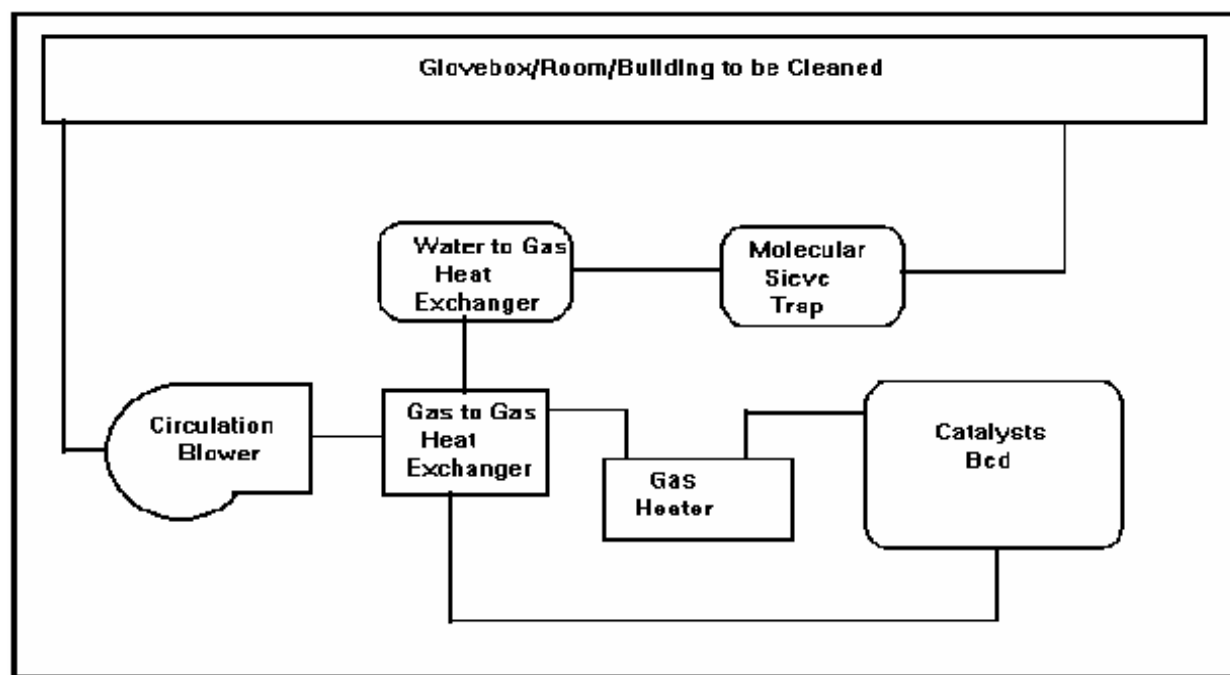 Glovebox/Room/Building to be Cleaned
Water to Gas
Heat
Exchanger
Molecular
Sieve
Trap
Circulation
Blower
Gas to Gas
Heat
Exchanger
Gas
Heater
Catalysts
Bed